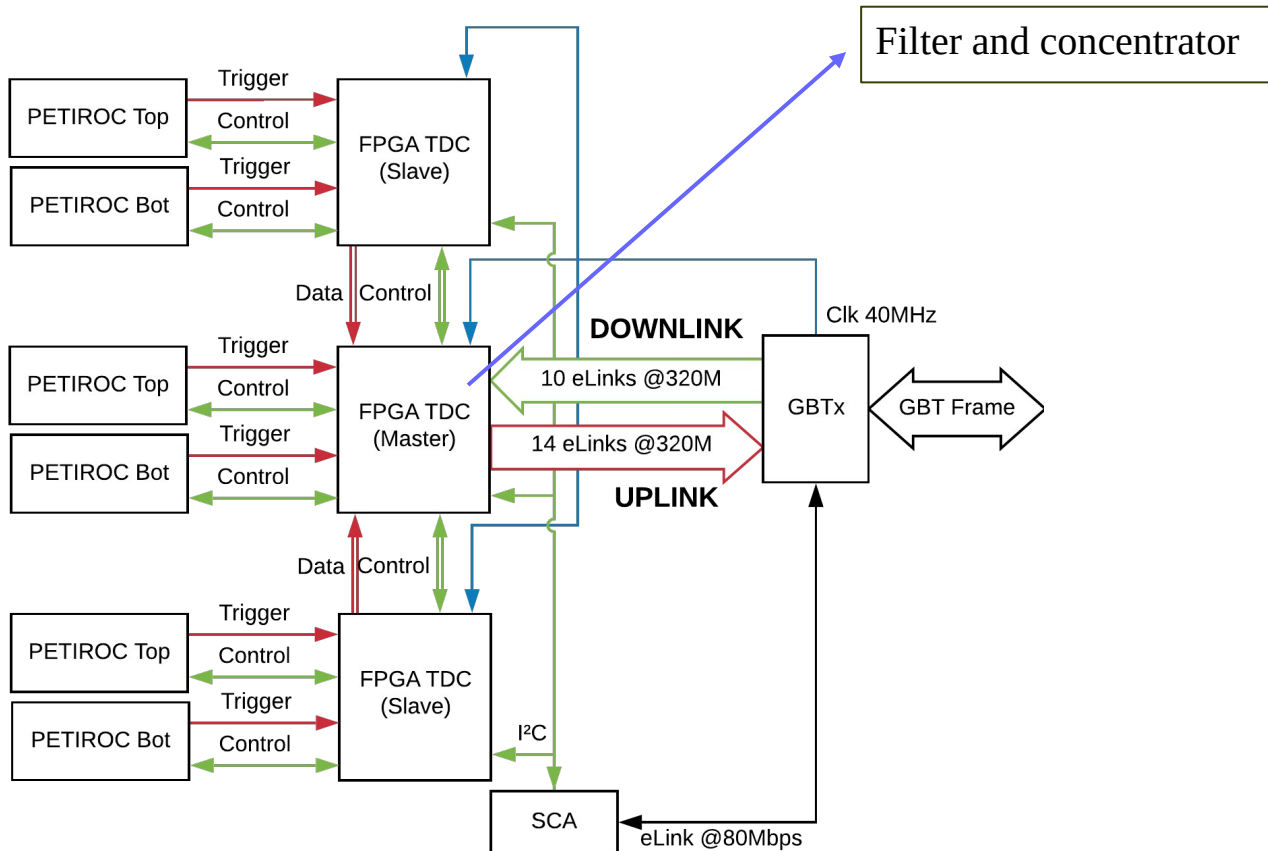 Filter and concentrator
Trigger
PETIROC Top
Control
FPGA TDC
(Slave)
Trigger
PETIROC Bot
Control
Data
Control
Clk 40MHz
DOWNLINK
Trigger
PETIROC Top
Control
10 eLinks @320M
GBTx
GBT Frame
FPGA TDC
(Master)
Trigger
PETIROC Bot
Control
14 eLinks @320M
UPLINK
Data
Control
Trigger
PETIROC Top
Control
FPGA TDC
(Slave)
Trigger
PETIROC Bot
Control
I²C
SCA
eLink @80Mbps